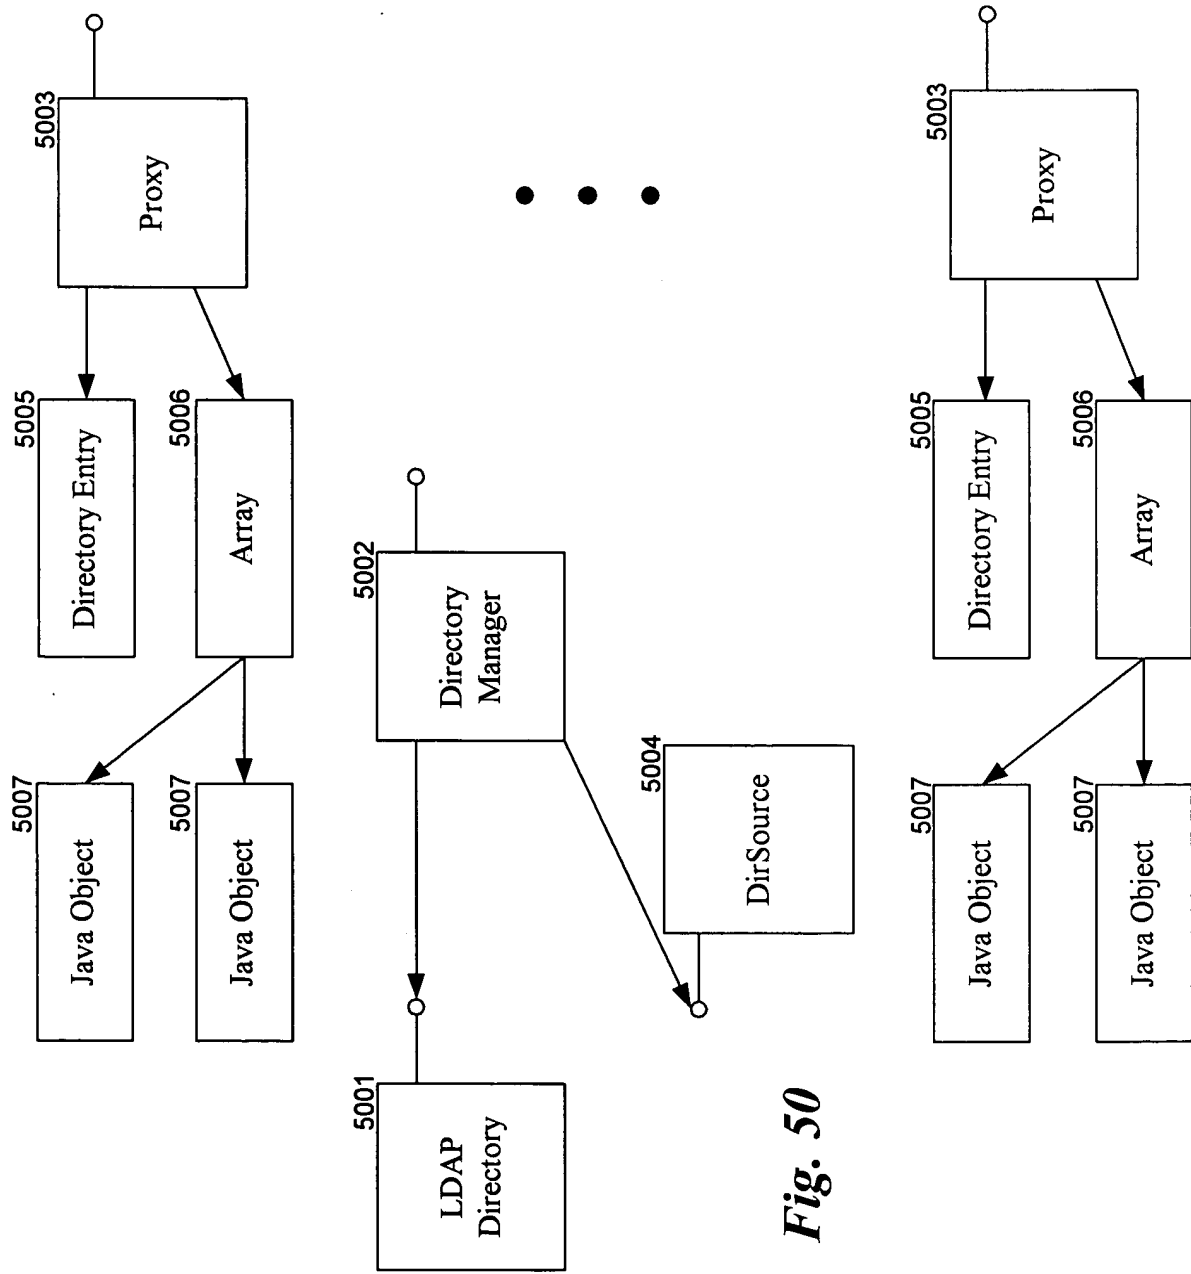 5003
Proxy
5005
Directory Entry
5006
Array
5007
Java Object
5007
Java Object
5002
Directory
Manager
5001
LDAP
Directory
5004
DirSource
5003
Proxy
5005
Directory Entry
5006
Array
5007
Java Object
5007
Java Object
Fig. 50